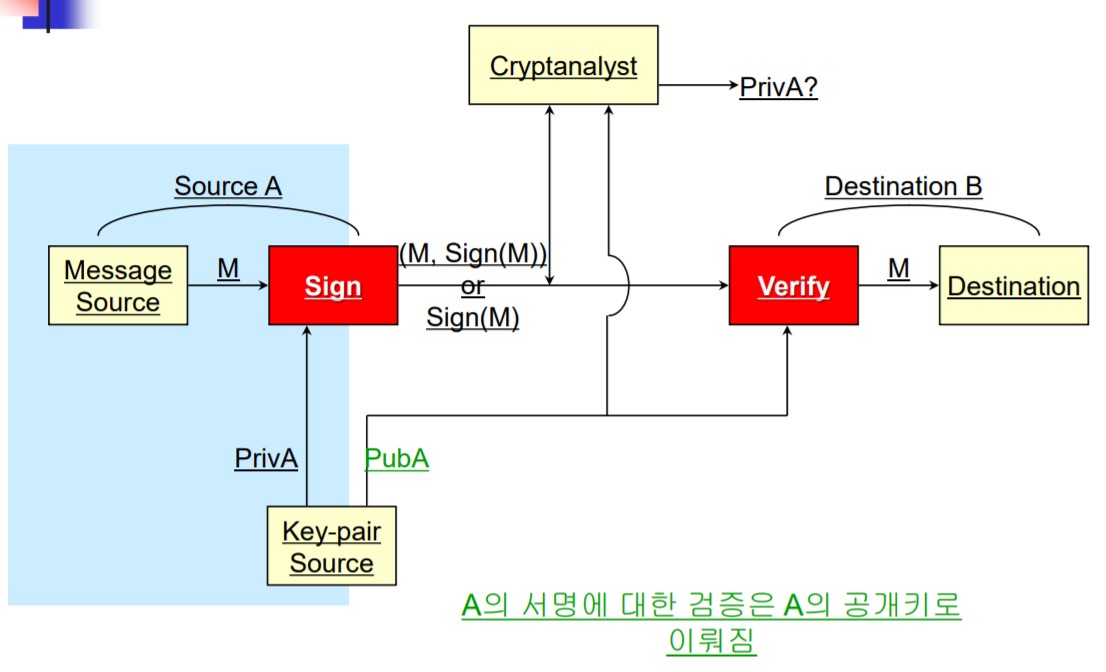 Cryptanalyst
PrivA?
Source A
Destination B
Message
Source
M
Sign
(M, Sign(M))
or
Sign(M)
Verify
M
Destination
PrivA
PubA
Key-pair
Source
A의 서명에 대한 검증은 A의 공개키로
이뤄짐